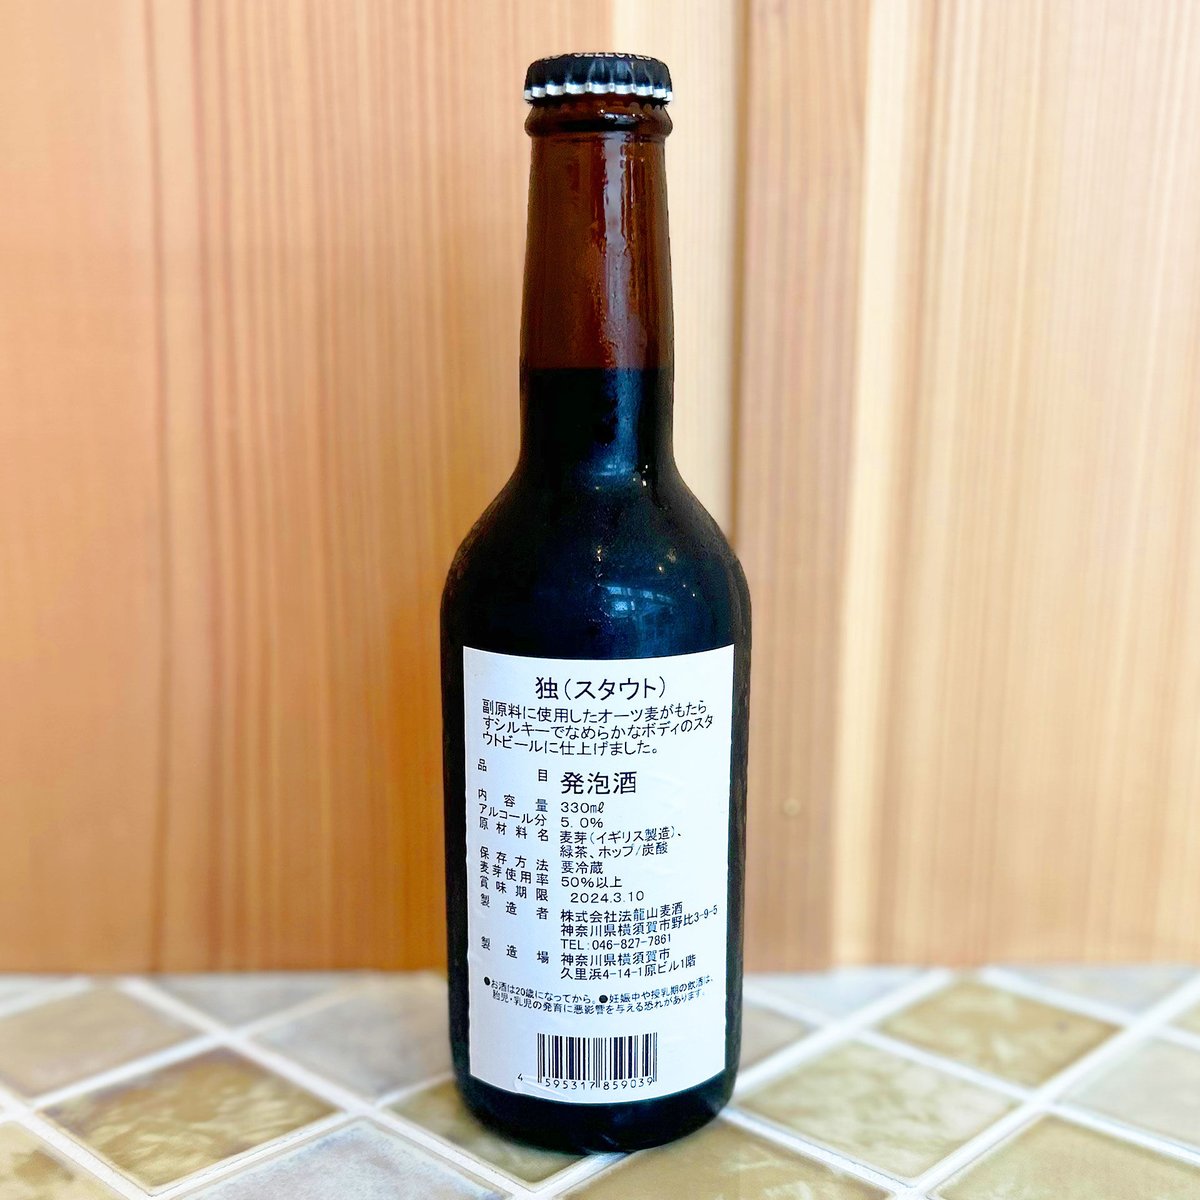 独(スタウト)
副原料に使用したオーツ麦がもたら
すシルキーでなめらかなボディのスタ
ウトビールに仕上げました。
品目 発泡酒
内容量 330㎖
アルコール分 5.0%
原材料名 麦芽(イギリス製造)、
緑茶、ホップ/炭酸
保存方法 要冷蔵
麦芽使用率 50%以上
賞味期限 2024.3.10
製造者 株式会社法龍山麦酒
神奈川県横須賀市野比3-9-5
TEL:046-827-7861
製造場 神奈川県横須賀市
久里浜4-14-1原ビル1階
●お酒は20歳になってから。●妊娠中や授乳期の飲酒は、
胎児・乳児の発育に悪影響を与える恐れがあります。
4 595317 859039